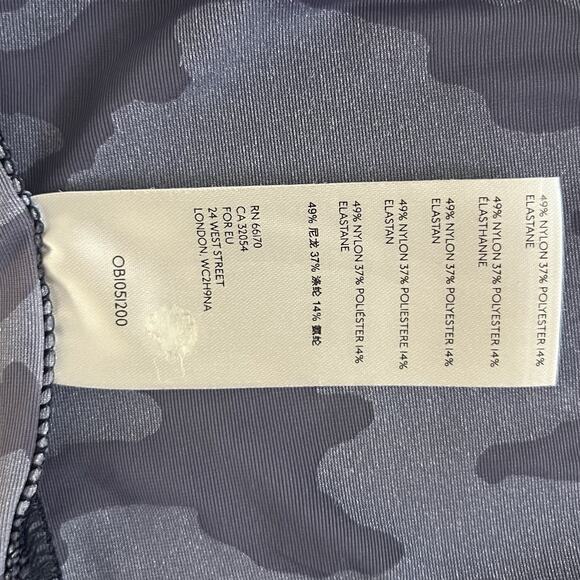 49% NYLON 37% POLYESTER 14%
ELASTANE
49% NYLON 37% POLYESTER 14%
ÉLASTHANNE
49% NYLON 37% POLYESTER 14%
ELASTAN
49% NYLON 37% POLIESTERE 14%
ELASTAN
49% NYLON 37% POLIÉSTER 14%
ELASTANE
49% 尼龙 37% 涤纶 14% 氨纶
RN 66170
CA 32054
FOR EU
24 WEST STREET
LONDON, WC2H9NA
OB1051200